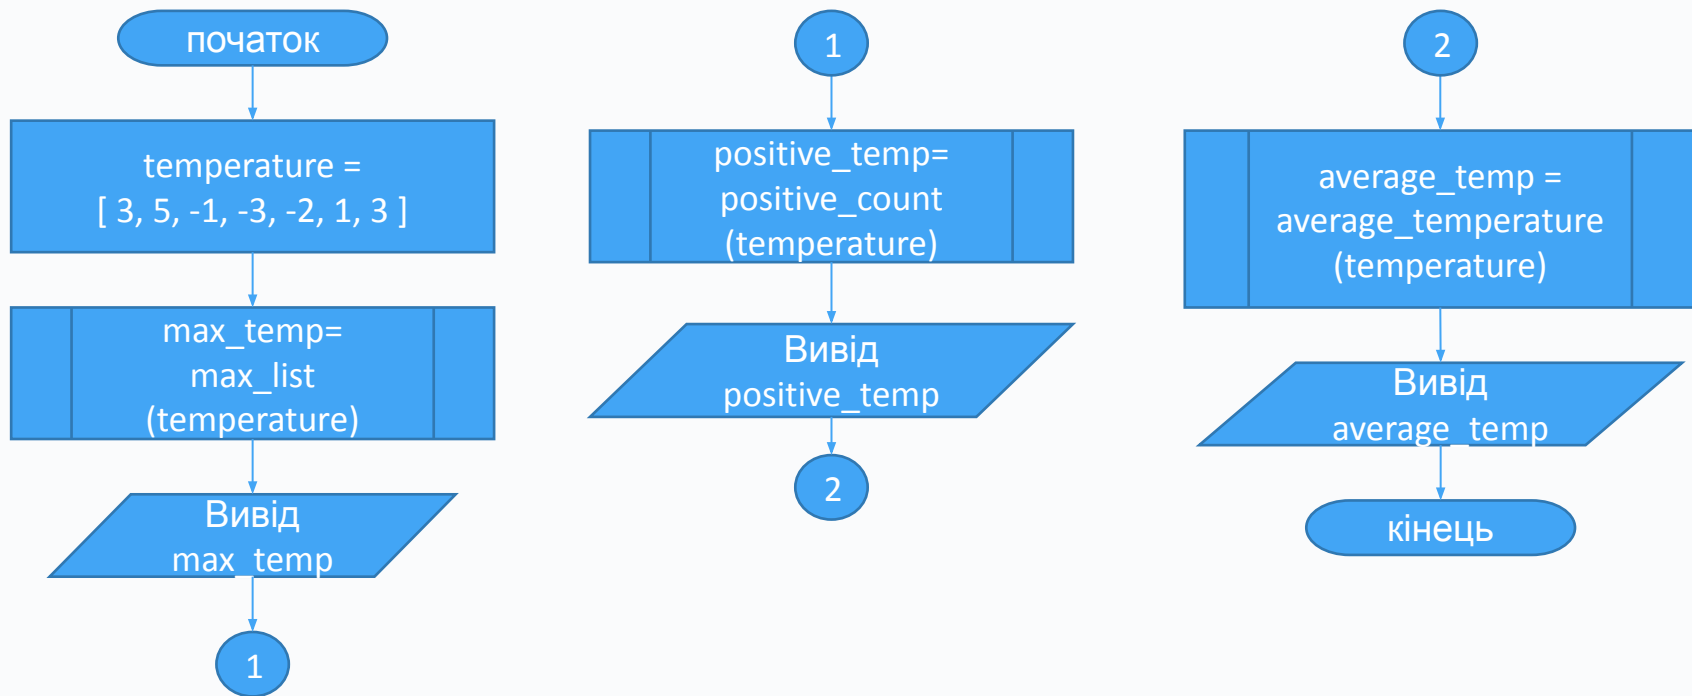 початок
temperature =
[ 3, 5, -1, -3, -2, 1, 3 ]
max_temp=
max_list
(temperature)
Вивід
max_temp
1
1
positive_temp=
positive_count
(temperature)
Вивід
positive_temp
2
2
average_temp =
average_temperature
(temperature)
Вивід
average_temp
кінець